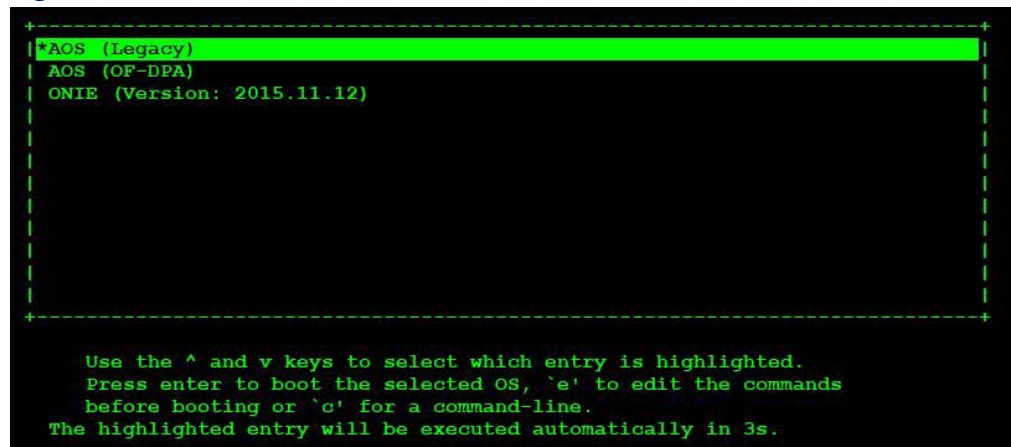 *AOS (Legacy)
AOS (OF-DPA)
ONIE (Version: 2015.11.12)
Use the ^ and v keys to select which entry is highlighted.
Press enter to boot the selected OS, `e' to edit the commands
before booting or `c' for a command-line.
The highlighted entry will be executed automatically in 3s.